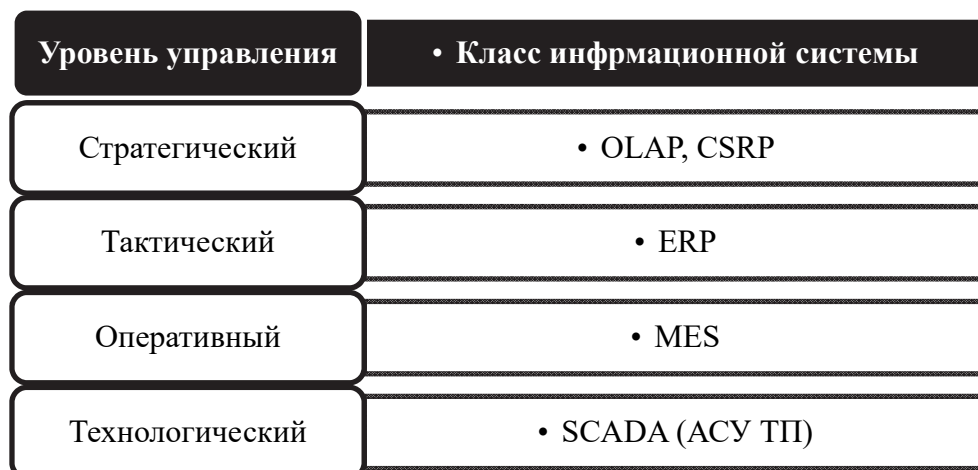 Уровень управления
• Класс инфрмационной системы
Стратегический
• OLAP, CSRP
Тактический
• ERP
Оперативный
• MES
Технологический
• SCADA (АСУ ТП)